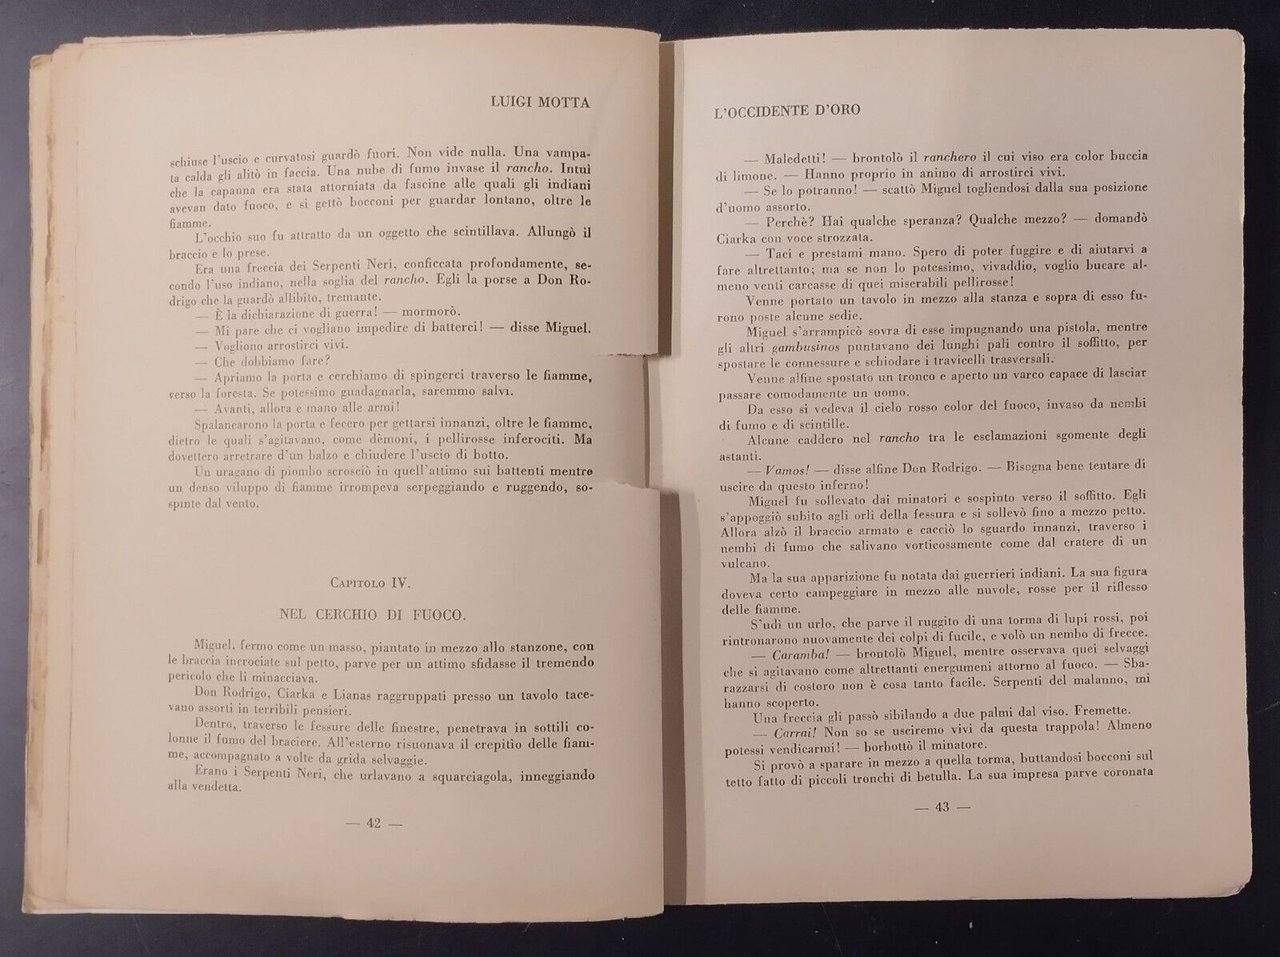 LUIGI MOTTA
schiuse l'uscio e curvatosi guardò fuori. Non vide nulla. Una vampa-
ta calda gli alitò in faccia. Una nube di fumo invase il rancho. Intuì
che la capanna era stata attorniata da fascine alle quali gli indiani
avevan dato fuoco, e si gettò bocconi per guardar lontano, oltre le
fiamme.
L'occhio suo fu attratto da un oggetto che scintillava. Allungò il
braccio e lo prese.
Era una freccia dei Serpenti Neri, conficcata profondamente, se-
condo l'uso indiano, nella soglia del rancho. Egli la porse a Don Ro-
drigo che la guardò allibito, tremante.
— È la dichiarazione di guerra! — mormorò.
— Mi pare che ci vogliano impedire di batterci! — disse Miguel.
— Vogliono arrostirci vivi.
— Che dobbiamo fare?
— Apriamo la porta e cerchiamo di spingerci traverso le fiamme,
verso la foresta. Se potessimo guadagnarla, saremmo salvi.
— Avanti, allora e mano alle armi!
Spalancarono la porta e fecero per gettarsi innanzi, oltre le fiamme,
dietro le quali s'agitavano, come dèmoni, i pellirosse inferociti. Ma
dovettero arretrare d'un balzo e chiudere l'uscio di botto.
Un uragano di piombo scrosciò in quell'attimo sui battenti mentre
un denso viluppo di fiamme irrompeva serpeggiando e ruggendo, so-
spinte dal vento.
CAPITOLO IV.
NEL CERCHIO DI FUOCO.
Miguel, fermo come un masso, piantato in mezzo allo stanzone, con
le braccia incrociate sul petto, parve per un attimo sfidasse il tremendo
pericolo che li minacciava.
Don Rodrigo, Ciarka e Lianas raggruppati presso un tavolo tace-
vano assorti in terribili pensieri.
Dentro, traverso le fessure delle finestre, penetrava in sottili co-
lonne il fumo del braciere. All'esterno risuonava il crepitìo delle fiam-
me, accompagnato a volte da grida selvaggie.
Erano i Serpenti Neri, che urlavano a squarciagola, inneggiando
alla vendetta.
— 42 —
L'OCCIDENTE D'ORO
— Maledetti! — brontolò il ranchero il cui viso era color buccia
di limone. — Hanno proprio in animo di arrostirci vivi.
— Se lo potranno! — scattò Miguel togliendosi dalla sua posizione
d'uomo assorto.
— Perchè? Hai qualche speranza? Qualche mezzo? — domandò
Ciarka con voce strozzata.
— Taci e prestami mano. Spero di poter fuggire e di aiutarvi a
fare altrettanto; ma se non lo potessimo, vivaddio, voglio bucare al-
meno venti carcasse di quei miserabili pellirosse!
Venne portato un tavolo in mezzo alla stanza e sopra di esso fu-
rono poste alcune sedie.
Miguel s'arrampicò sovra di esse impugnando una pistola, mentre
gli altri gambusinos puntavano dei lunghi pali contro il soffitto, per
spostare le connessure e schiodare i travicelli trasversali.
Venne alfine spostato un tronco e aperto un varco capace di lasciar
passare comodamente un uomo.
Da esso si vedeva il cielo rosso color del fuoco, invaso da nembi
di fumo e di scintille.
Alcune caddero nel rancho tra le esclamazioni sgomente degli
astanti.
— Vamos! — disse alfine Don Rodrigo. — Bisogna bene tentare di
uscire da questo inferno!
Miguel fu sollevato dai minatori e sospinto verso il soffitto. Egli
s'appoggiò subito agli orli della fessura e si sollevò fino a mezzo petto.
Allora alzò il braccio armato e cacciò lo sguardo innanzi, traverso i
nembi di fumo che salivano vorticosamente come dal cratere di un
vulcano.
Ma la sua apparizione fu notata dai guerrieri indiani. La sua figura
doveva certo campeggiare in mezzo alle nuvole, rosse per il riflesso
delle fiamme.
S'udì un urlo, che parve il ruggito di una torma di lupi rossi, poi
rintronarono nuovamente dei colpi di fucile, e volò un nembo di frecce.
— Caramba! — brontolò Miguel, mentre osservava quei selvaggi
che si agitavano come altrettanti energumeni attorno al fuoco. — Sba-
razzarsi di costoro non è cosa tanto facile. Serpenti del malanno, mi
hanno scoperto.
Una freccia gli passò sibilando a due palmi dal viso. Fremette.
— Carrai! Non so se usciremo vivi da questa trappola! Almeno
potessi vendicarmi! — borbottò il minatore.
Si provò a sparare in mezzo a quella torma, buttandosi bocconi sul
tetto fatto di piccoli tronchi di betulla. La sua impresa parve coronata
— 43 —